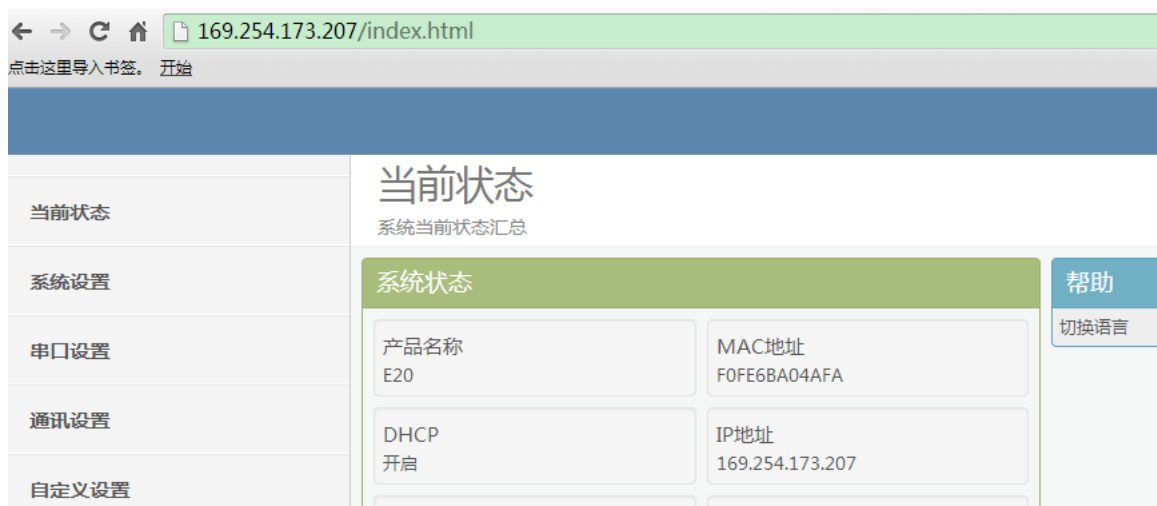 169.254.173.207/index.html
点击这里导入书签。 开始
当前状态
系统设置
串口设置
通讯设置
自定义设置
当前状态
系统当前状态汇总
系统状态
产品名称
E20
MAC地址
F0FE6BA04AFA
DHCP
开启
IP地址
169.254.173.207
帮助
切换语言